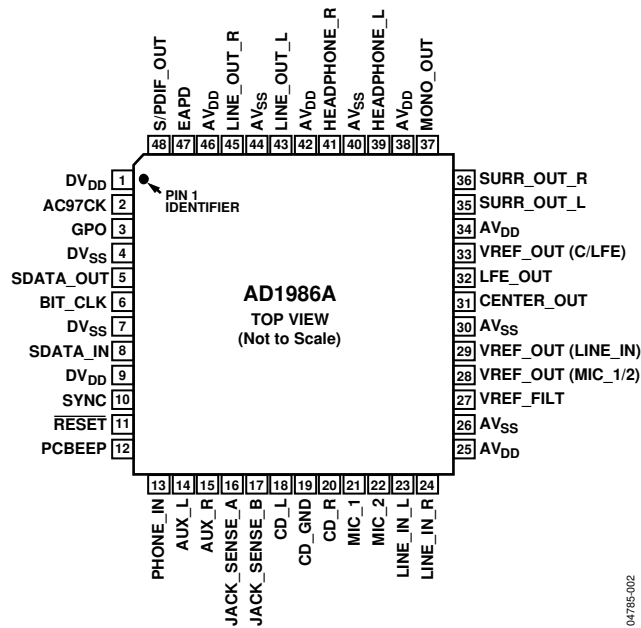 S/PDIF_OUT
EAPD
AVDD
LINE_OUT_R
AVSS
LINE_OUT_L
AVDD
HEADPHONE_R
AVSS
HEADPHONE_L
AVDD
MONO_OUT
48 47 46 45 44 43 42 41 40 39 38 37
DVDD 1
AC97CK 2
GPO 3
DVSS 4
SDATA_OUT 5
BIT_CLK 6
DVSS 7
SDATA_IN 8
DVDD 9
SYNC 10
RESET 11
PCBEEP 12
PIN 1
IDENTIFIER
AD1986A
TOP VIEW
(Not to Scale)
36 SURR_OUT_R
35 SURR_OUT_L
34 AVDD
33 VREF_OUT (C/LFE)
32 LFE_OUT
31 CENTER_OUT
30 AVSS
29 VREF_OUT (LINE_IN)
28 VREF_OUT (MIC_1/2)
27 VREF_FILT
26 AVSS
25 AVDD
13 14 15 16 17 18 19 20 21 22 23 24
PHONE_IN
AUX_L
AUX_R
JACK_SENSE_A
JACK_SENSE_B
CD_L
CD_GND
CD_R
MIC_1
MIC_2
LINE_IN_L
LINE_IN_R
04785-002